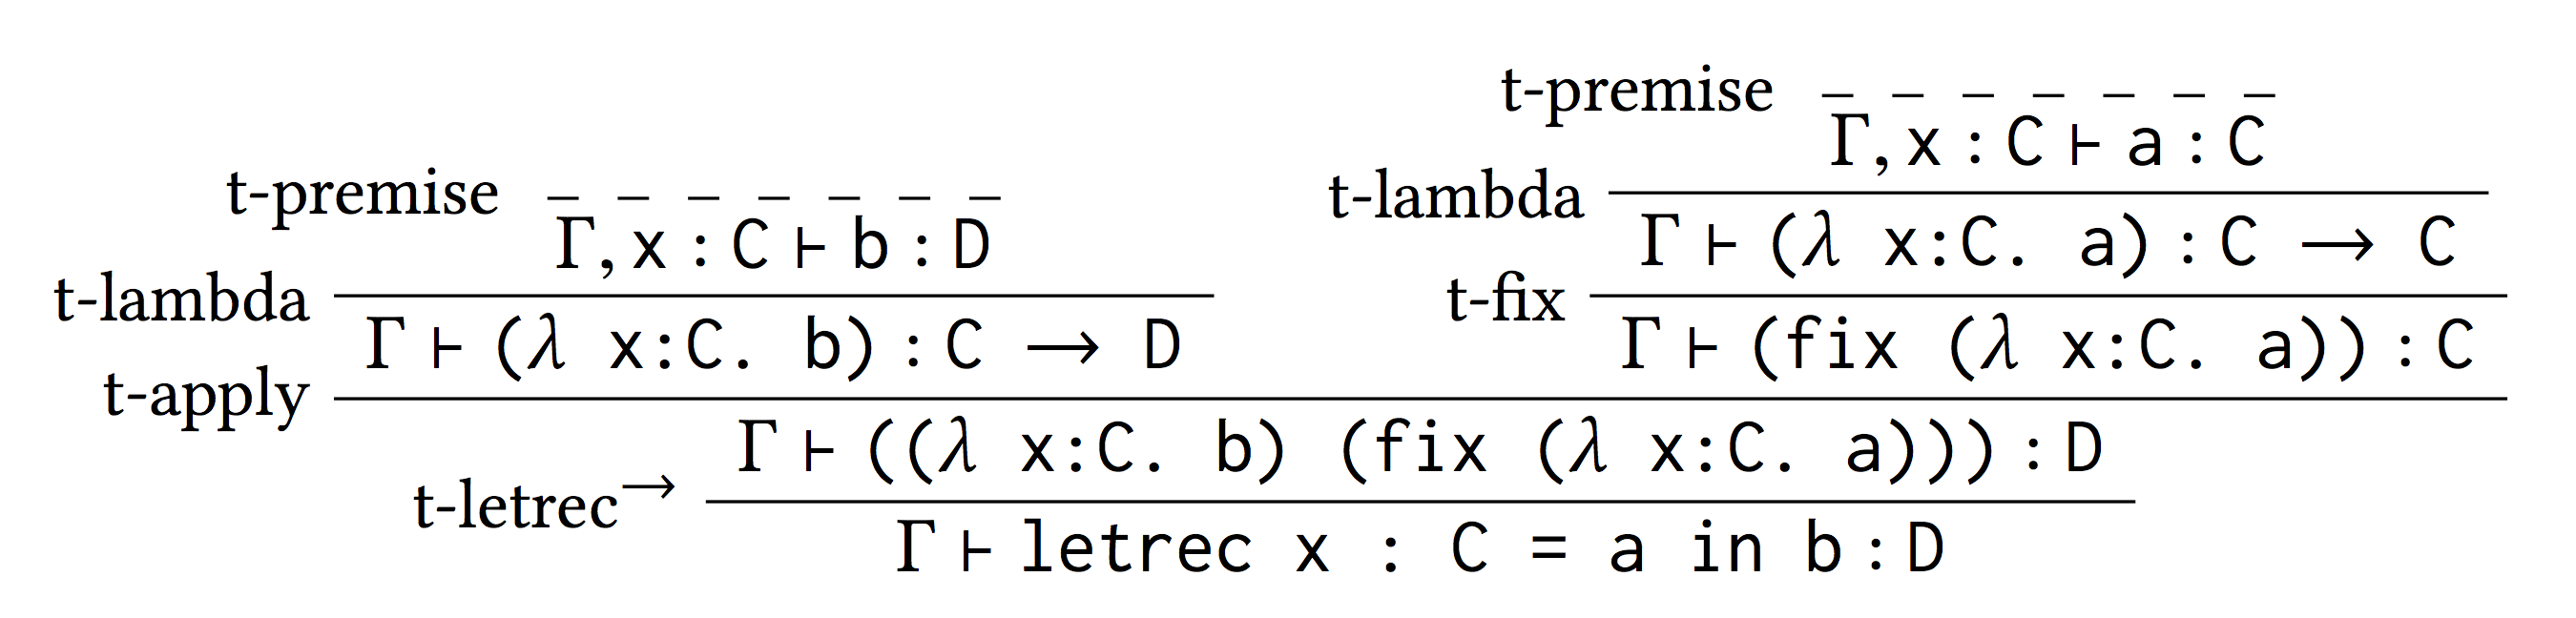 t-premise
Γ, x : C ⊢ a : C
t-premise
t-lambda
Γ, x : C ⊢ b : D
Γ ⊢ (λ x:C. a) : C → C
t-lambda
t-fix
Γ ⊢ (λ x:C. b) : C → D
Γ ⊢ (fix (λ x:C. a)) : C
t-apply
Γ ⊢ ((λ x:C. b) (fix (λ x:C. a))) : D
t-letrec→
Γ ⊢ letrec x : C = a in b : D